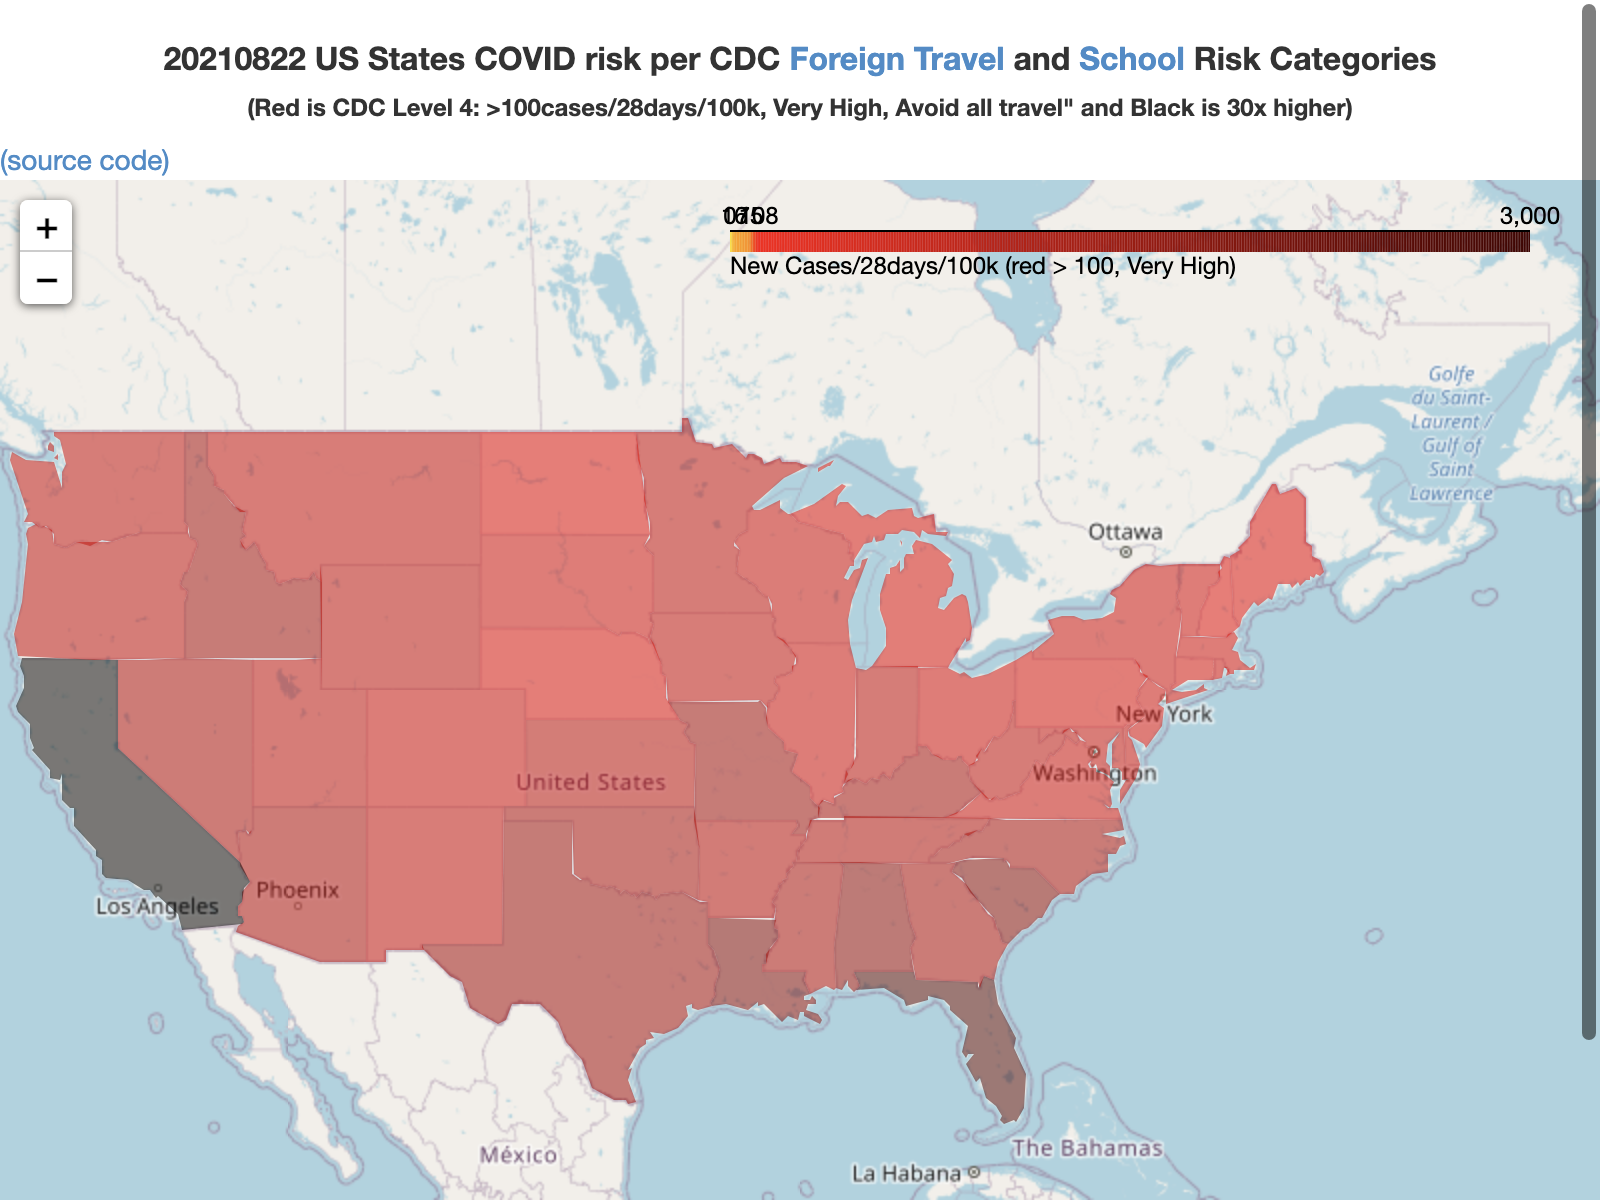 20210822 US States COVID risk per CDC Foreign Travel and School Risk Categories
(Red is CDC Level 4: >100cases/28days/100k, Very High, Avoid all travel" and Black is 30x higher)
(source code)
+
−
3,000
New Cases/28days/100k (red > 100, Very High)
Golfe
du Saint-
Laurent /
Gulf of
Saint
Lawrence
Ottawa
New York
Washington
United States
Phoenix
Los Angeles
México
The Bahamas
La Habana